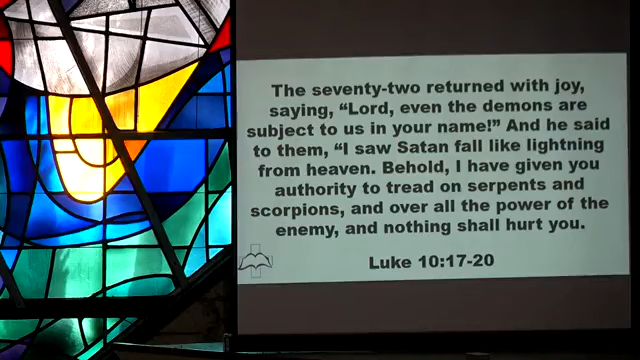 The seventy-two returned with joy,
saying, “Lord, even the demons are
subject to us in your name!” And he said
to them, “I saw Satan fall like lightning
from heaven. Behold, I have given you
authority to tread on serpents and
scorpions, and over all the power of the
enemy, and nothing shall hurt you.
Luke 10:17-20